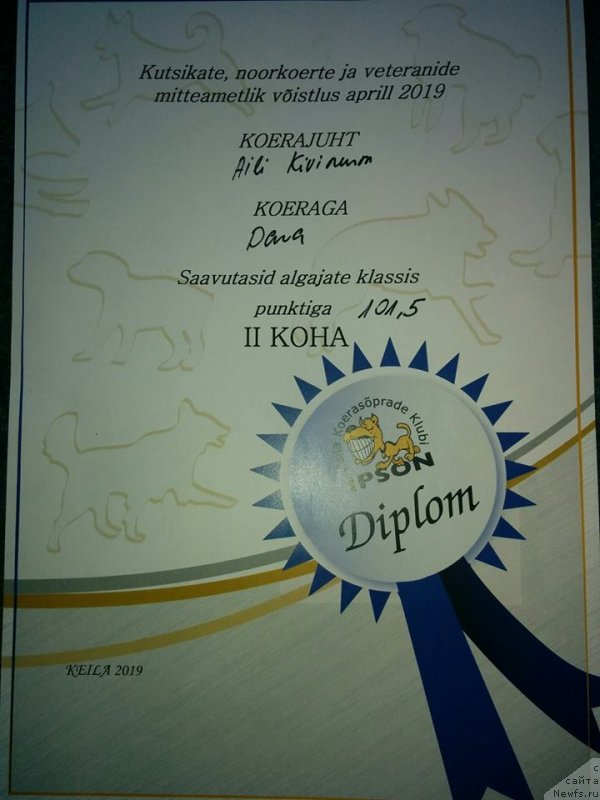 Kutsikate, noorkoerte ja veteranide
mitteametlik võistlus aprill 2019
KOERAJUHT
Aili
KOERAGA
Dana
Saavutasid algajate klassis
punktiga 101,5
II KOHA
Koerasõprade Klubi
IPSON
Diplom
KEILA 2019
с
сайта
Newfs.ru